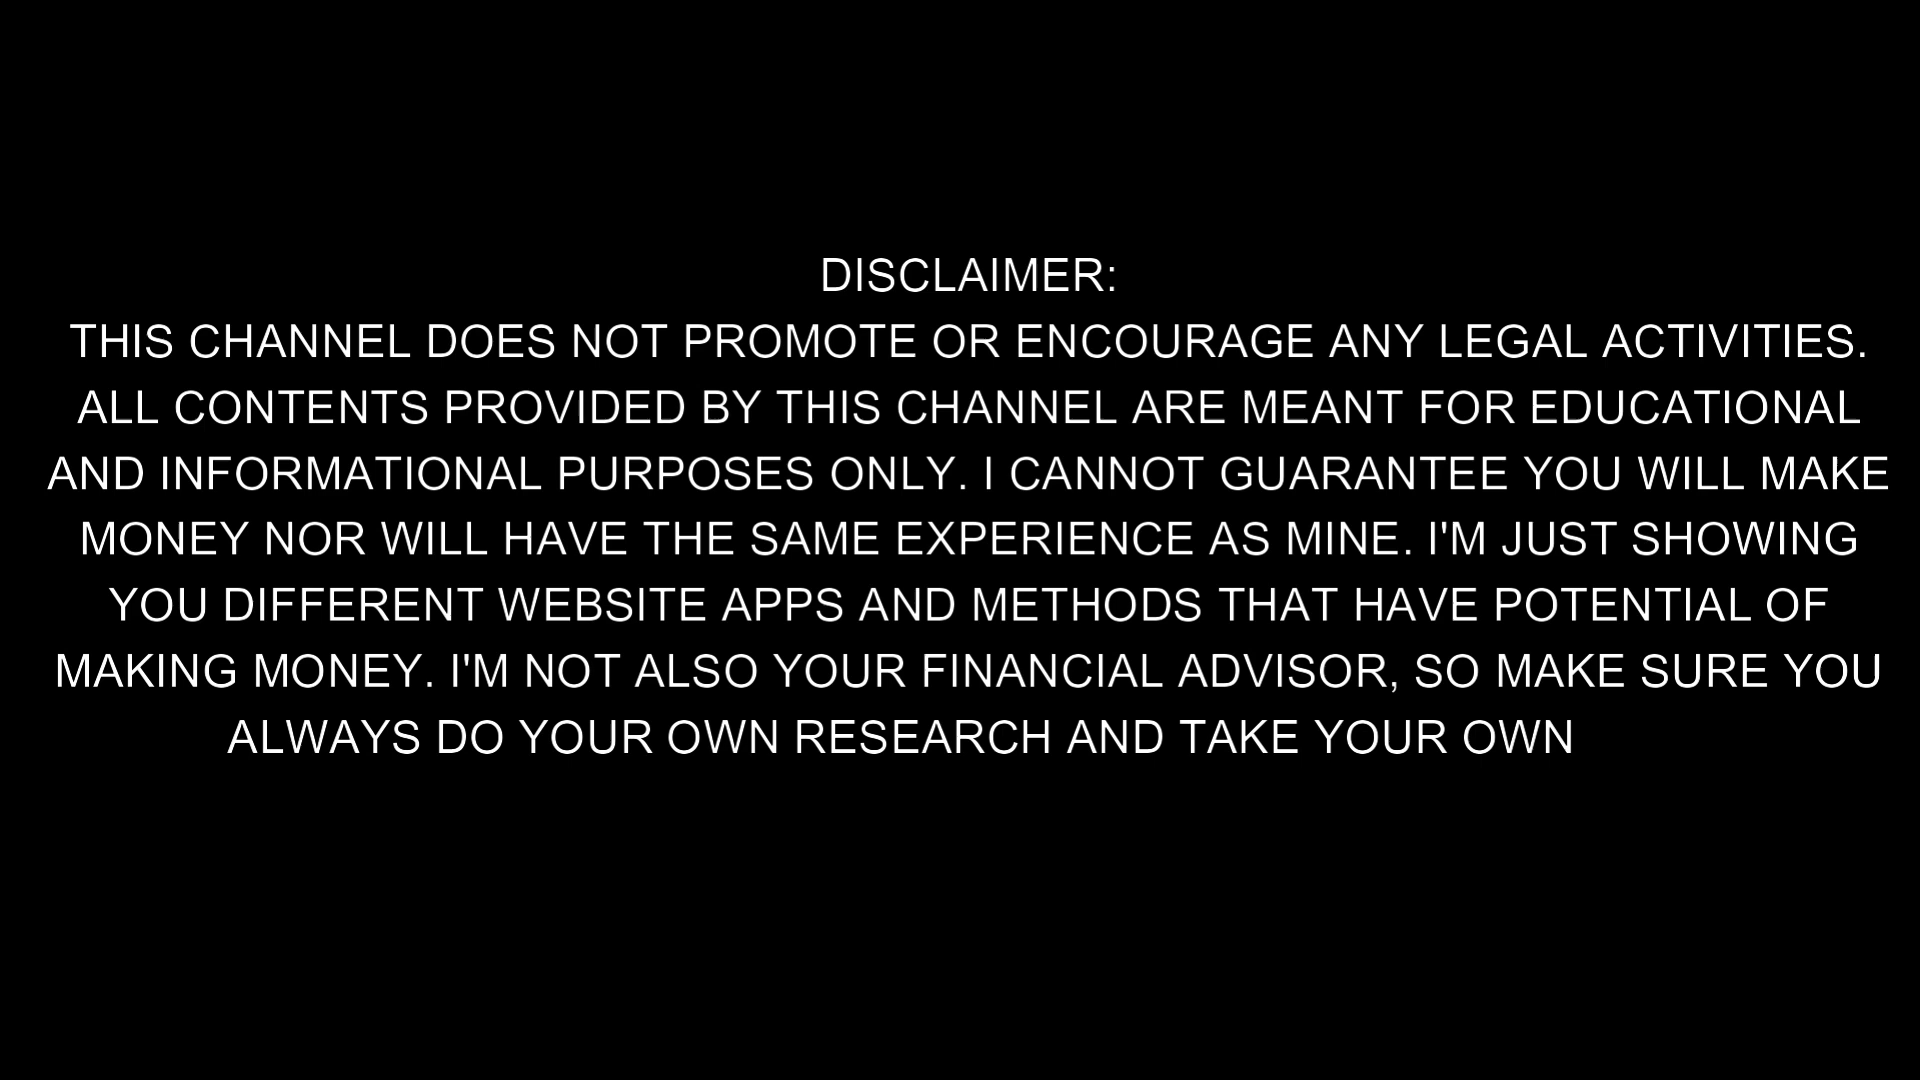 DISCLAIMER:
THIS CHANNEL DOES NOT PROMOTE OR ENCOURAGE ANY LEGAL ACTIVITIES.
ALL CONTENTS PROVIDED BY THIS CHANNEL ARE MEANT FOR EDUCATIONAL
AND INFORMATIONAL PURPOSES ONLY. I CANNOT GUARANTEE YOU WILL MAKE
MONEY NOR WILL HAVE THE SAME EXPERIENCE AS MINE. I'M JUST SHOWING
YOU DIFFERENT WEBSITE APPS AND METHODS THAT HAVE POTENTIAL OF
MAKING MONEY. I'M NOT ALSO YOUR FINANCIAL ADVISOR, SO MAKE SURE YOU
ALWAYS DO YOUR OWN RESEARCH AND TAKE YOUR OWN